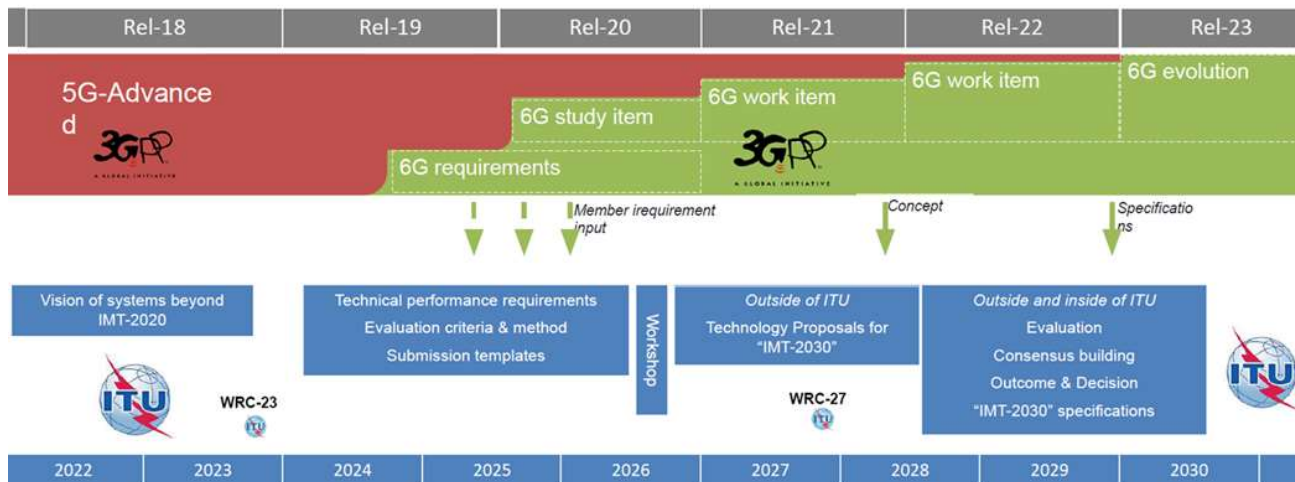 Rel-18 Rel-19 Rel-20 Rel-21 Rel-22 Rel-23
5G-Advance
d
6G requirements
6G study item
6G work item
6G work item
6G evolution
3GPP
A GLOBAL INITIATIVE
3GPP
A GLOBAL INITIATIVE
Member irequirement
input
Concept
Specificatio
ns
Vision of systems beyond
IMT-2020
Technical performance requirements
Evaluation criteria & method
Submission templates
Workshop
Outside of ITU
Technology Proposals for
"IMT-2030"
Outside and inside of ITU
Evaluation
Consensus building
Outcome & Decision
"IMT-2030" specifications
ITU
WRC-23
ITU
WRC-27
ITU
ITU
2022 2023 2024 2025 2026 2027 2028 2029 2030